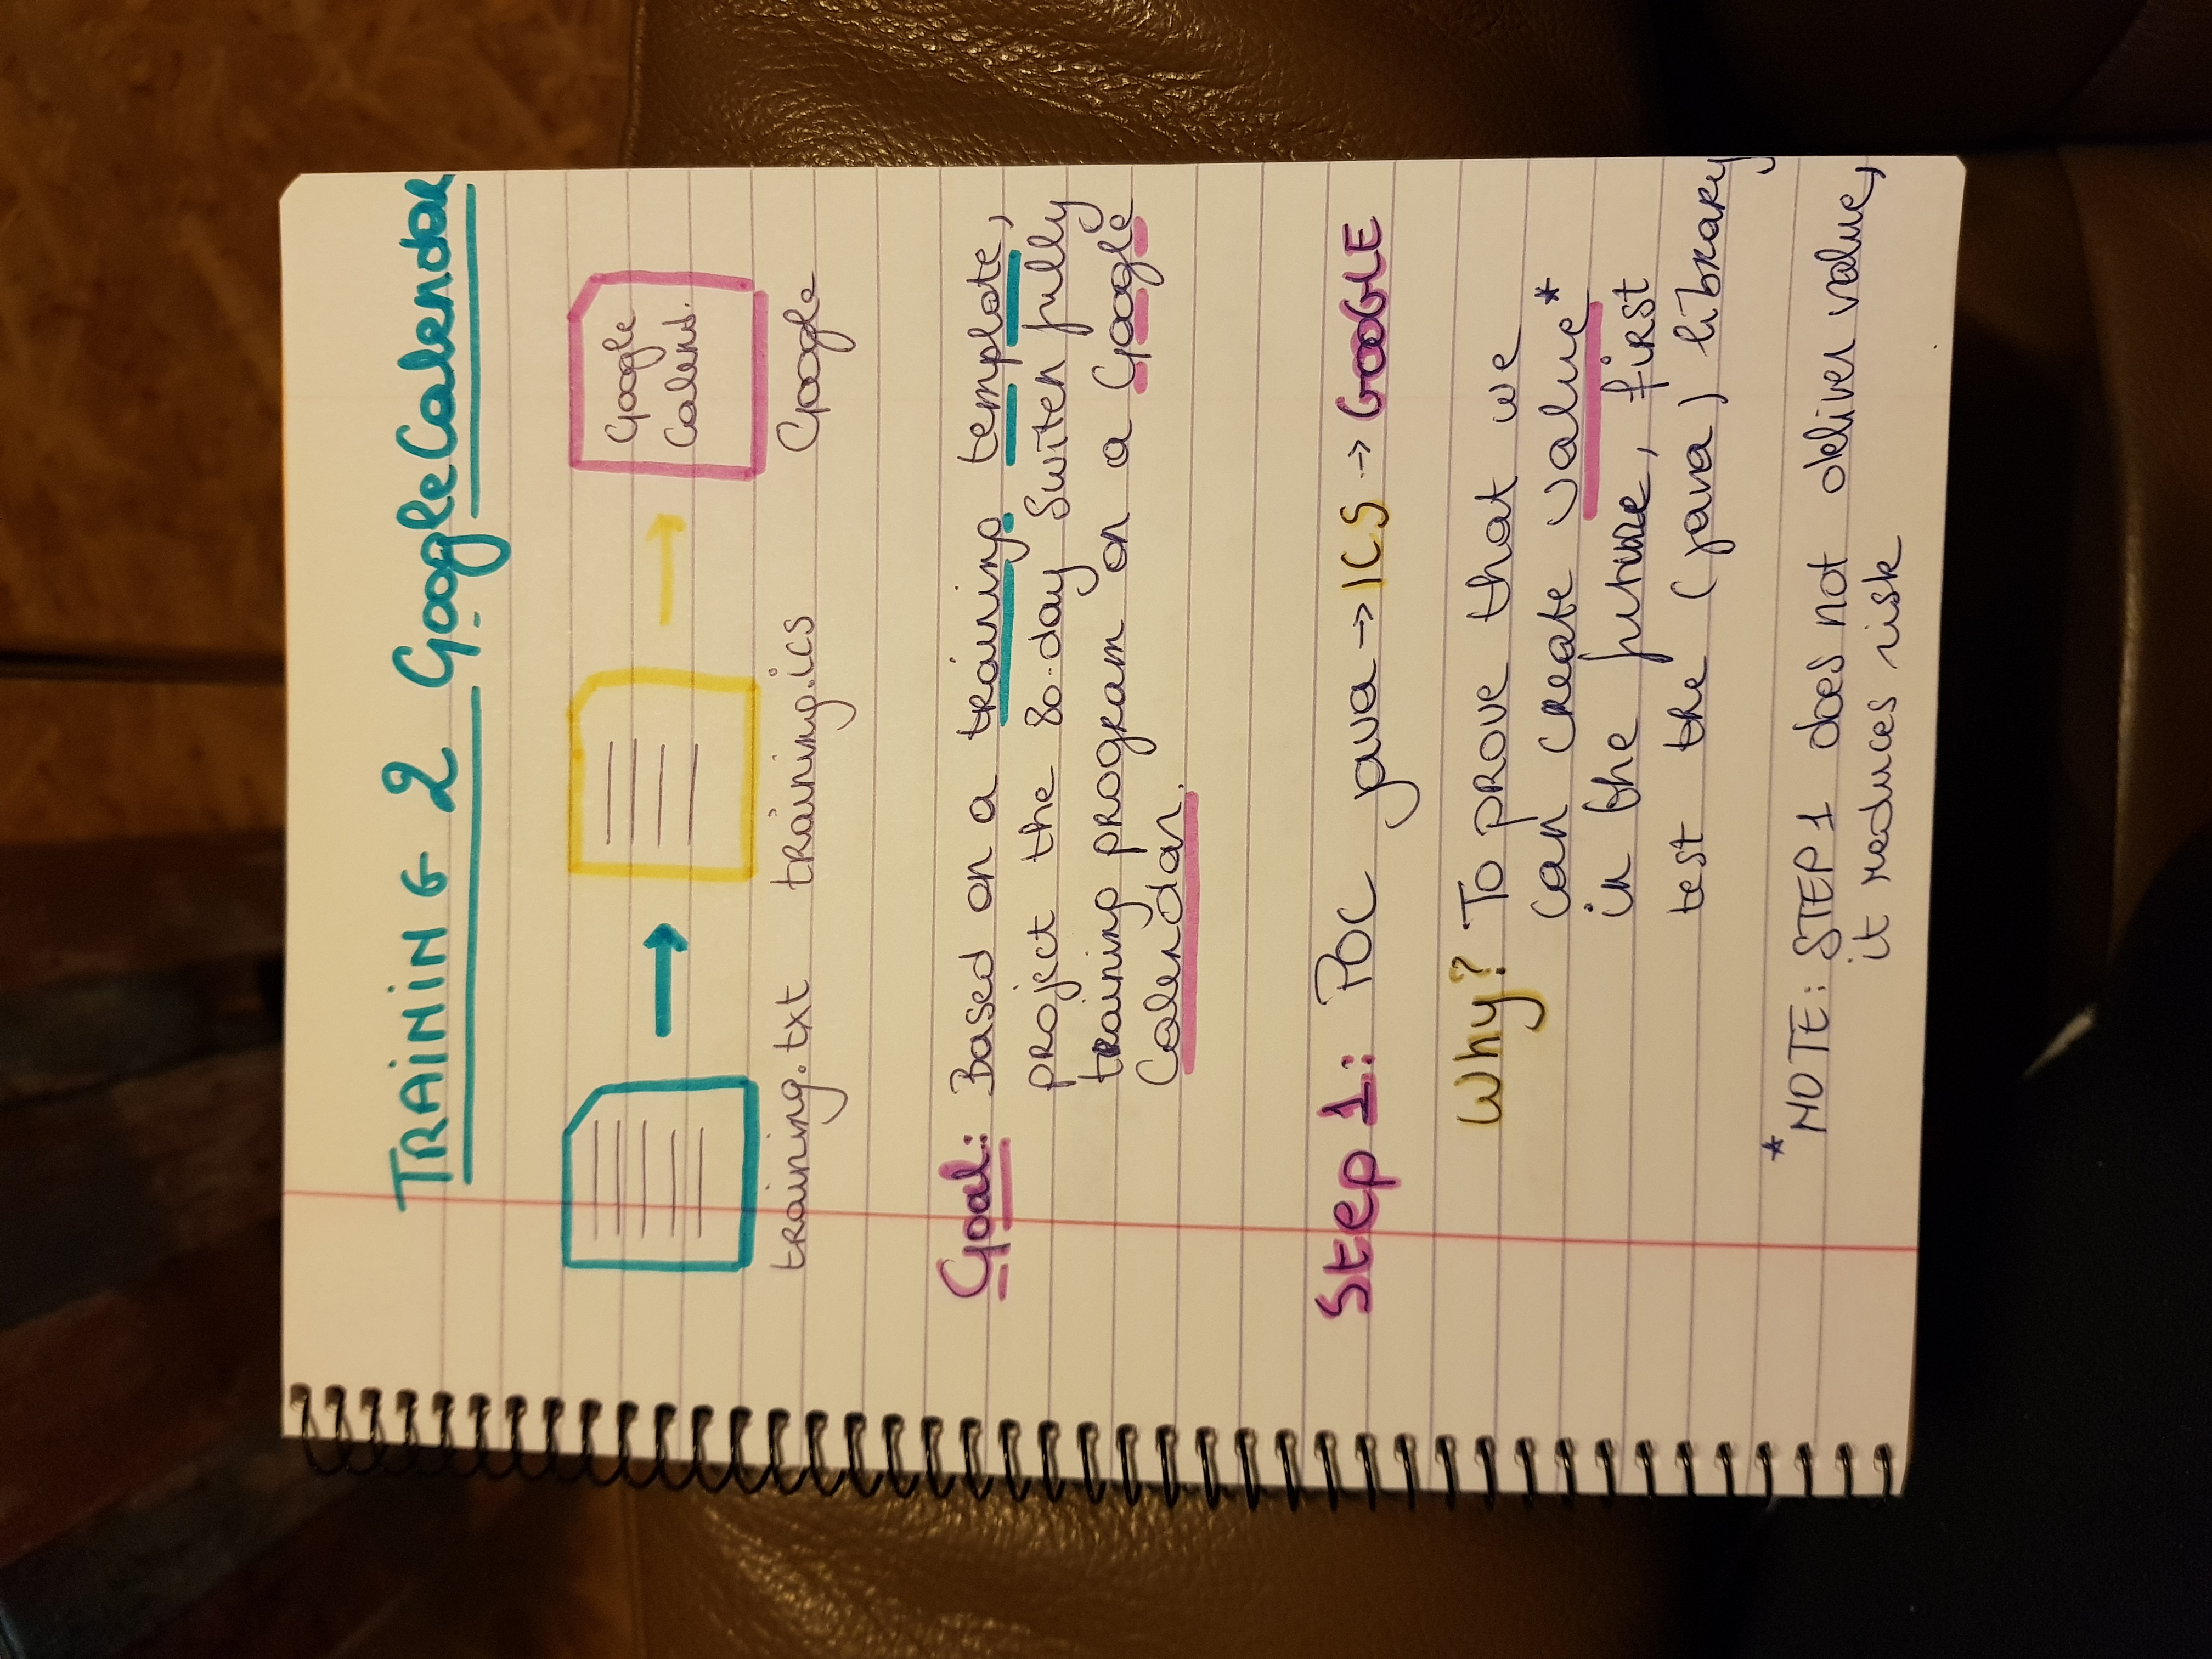 TRAINING 2 Google Calendar
Google
Calend.
training.txt training.ics Google
Goal: Based on a training template,
project the 80-day Switch fully
training program on a Google
Calendar.
Step 1: POC java → ICS → GOOGLE
Why? To prove that we
can create value*
in the future, first
test the (java) library
*NOTE: STEP 1 does not deliver value,
it reduces risk